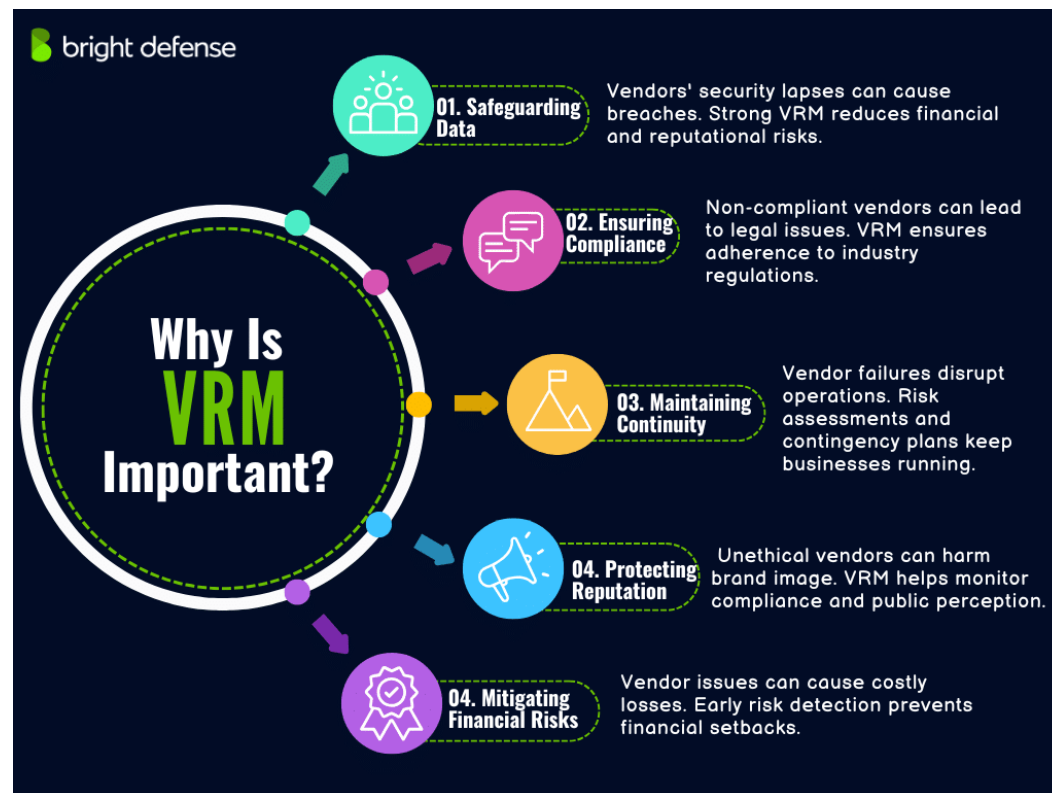 bright defense
01. Safeguarding
Data
Vendors' security lapses can cause
breaches. Strong VRM reduces financial
and reputational risks.
02. Ensuring
Compliance
Non-compliant vendors can lead
to legal issues. VRM ensures
adherence to industry
regulations.
Why Is
VRM
Important?
03. Maintaining
Continuity
Vendor failures disrupt
operations. Risk
assessments and
contingency plans keep
businesses running.
04. Protecting
Reputation
Unethical vendors can harm
brand image. VRM helps monitor
compliance and public perception.
04. Mitigating
Financial Risks
Vendor issues can cause costly
losses. Early risk detection prevents
financial setbacks.